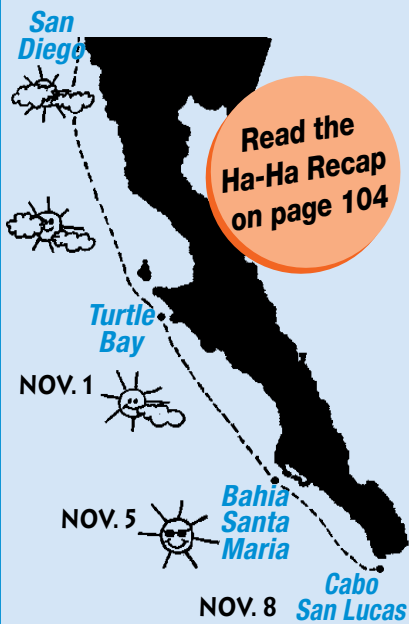 San
Diego
Read the
Ha-Ha Recap
on page 104
Turtle
Bay
NOV. 1
Bahia
Santa
Maria
NOV. 5
Cabo
San Lucas
NOV. 8